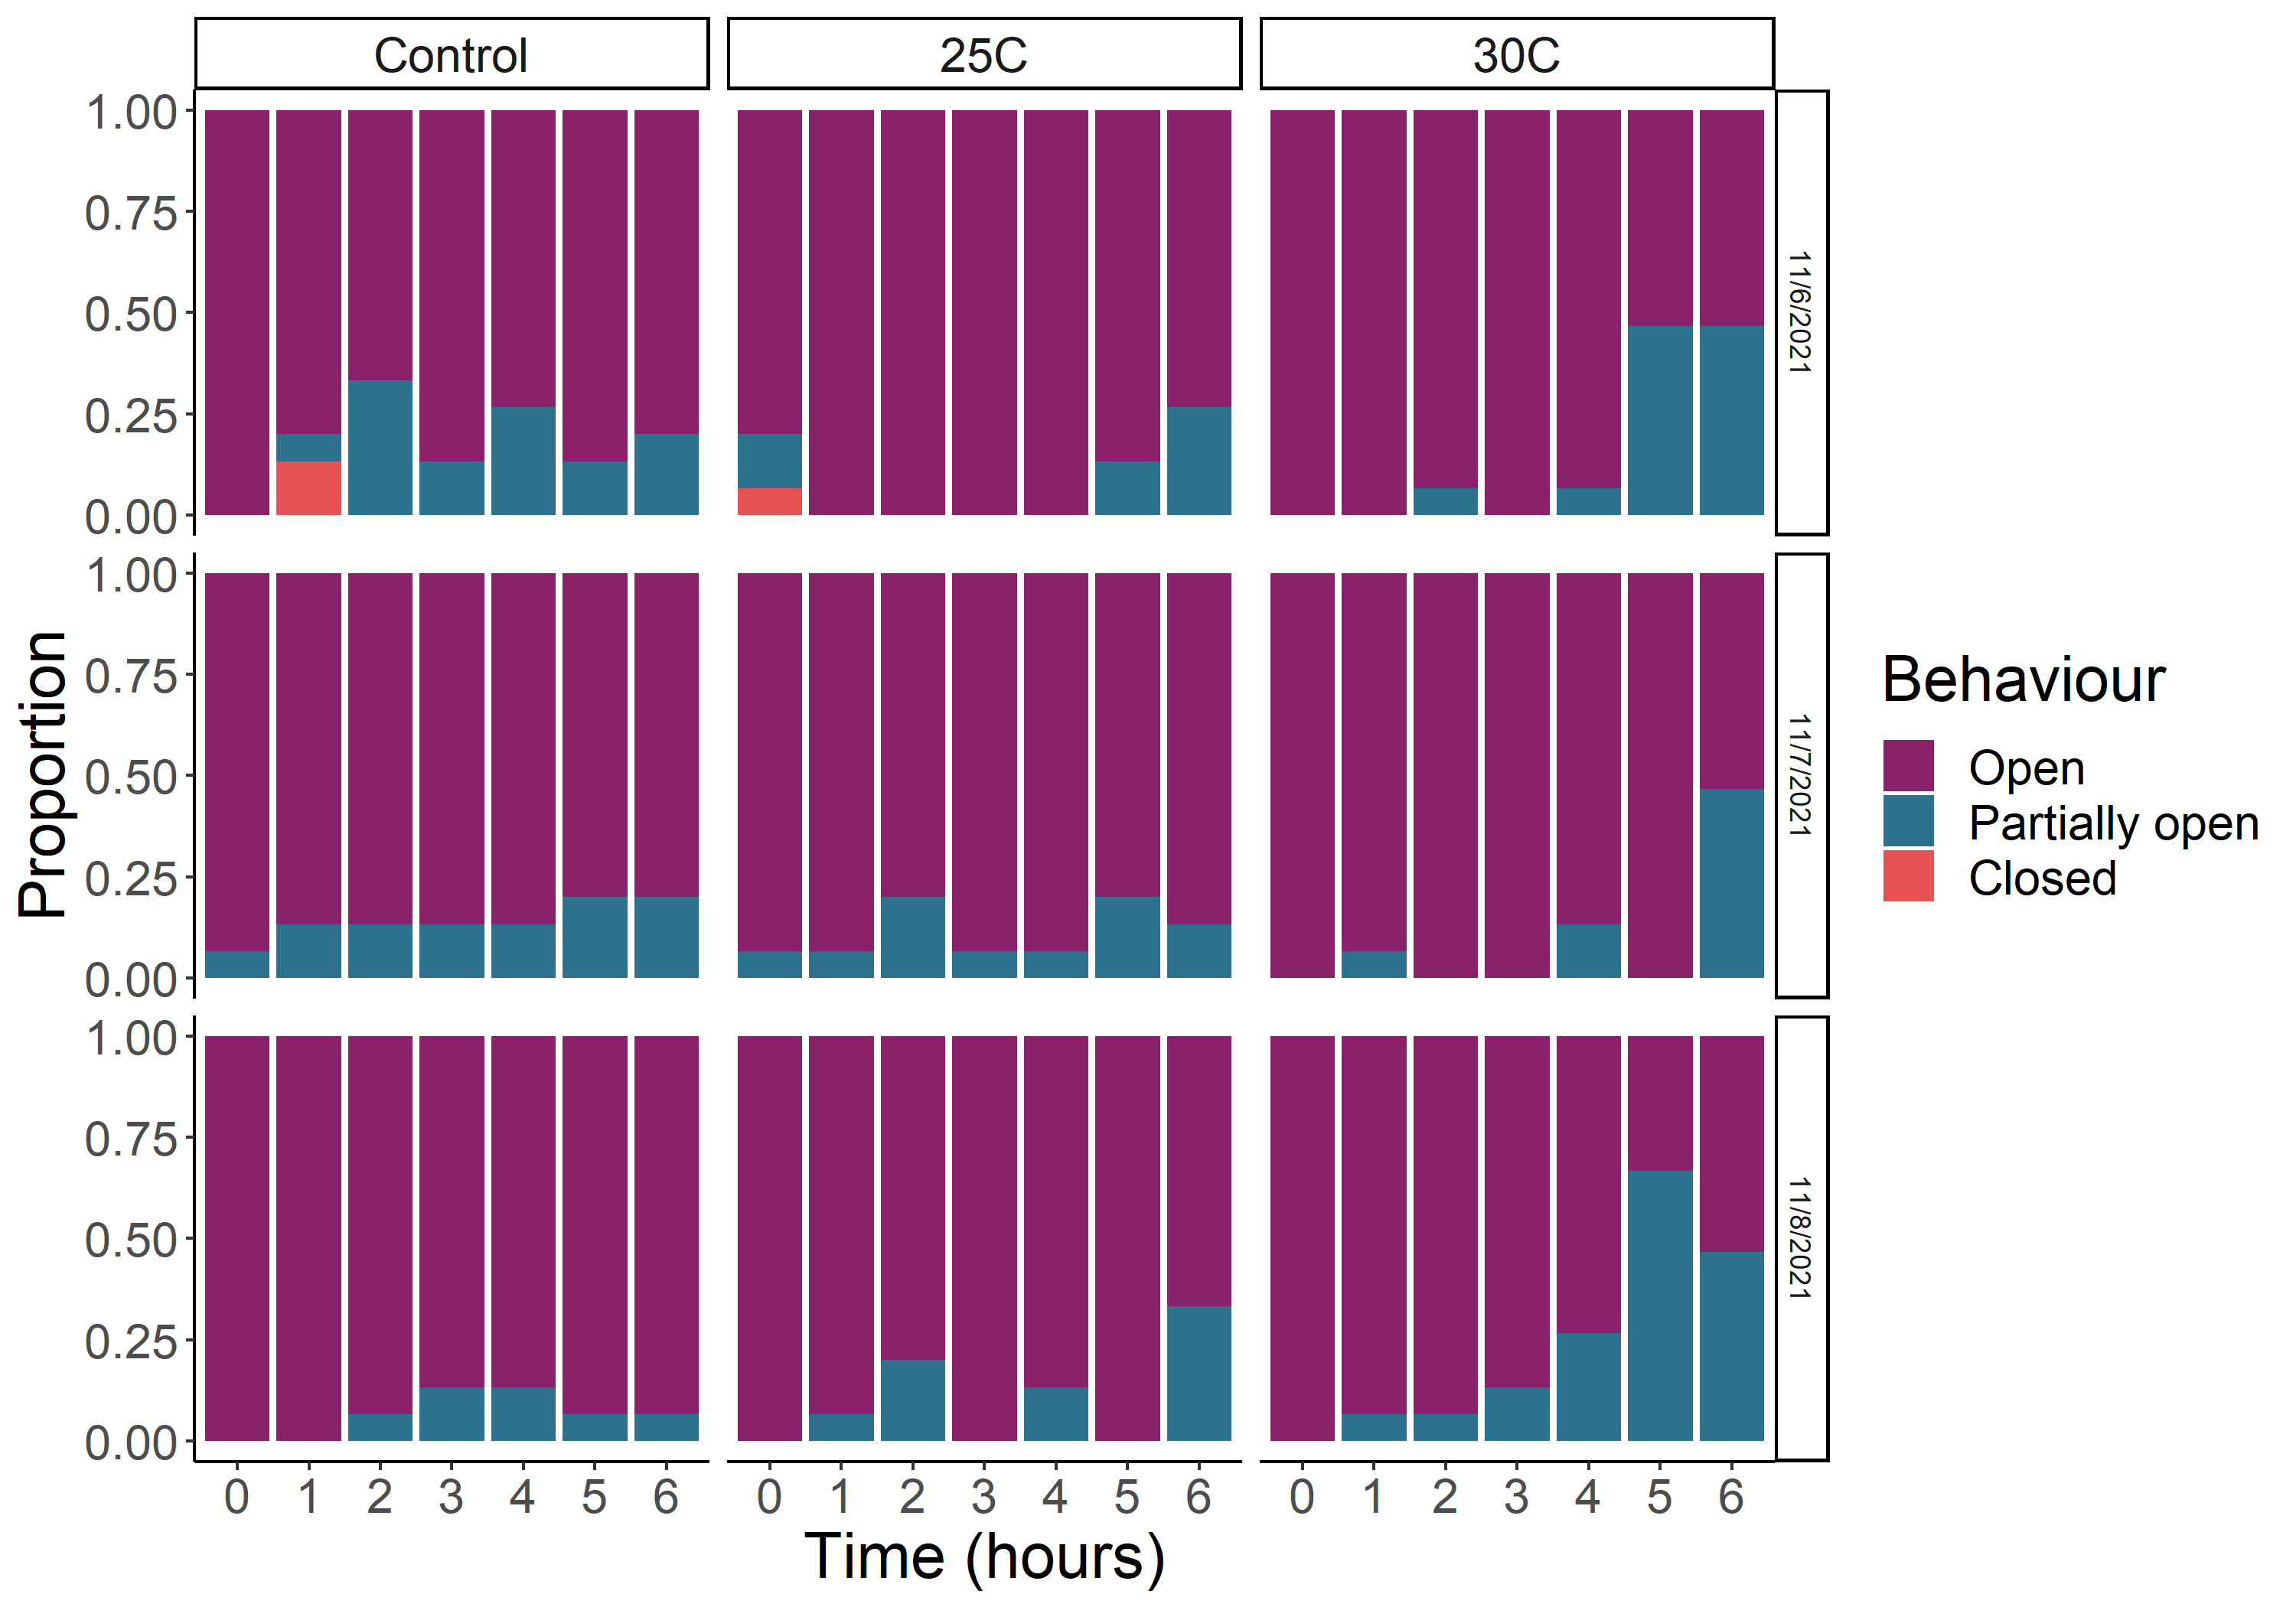 Control 25C 30C
1.00
0.75
0.50
0.25
0.00
11/6/2021
1.00
0.75
0.50
0.25
0.00
11/7/2021
1.00
0.75
0.50
0.25
0.00
11/8/2021
Proportion
0 1 2 3 4 5 6 0 1 2 3 4 5 6 0 1 2 3 4 5 6
Time (hours)
Behaviour
Open
Partially open
Closed